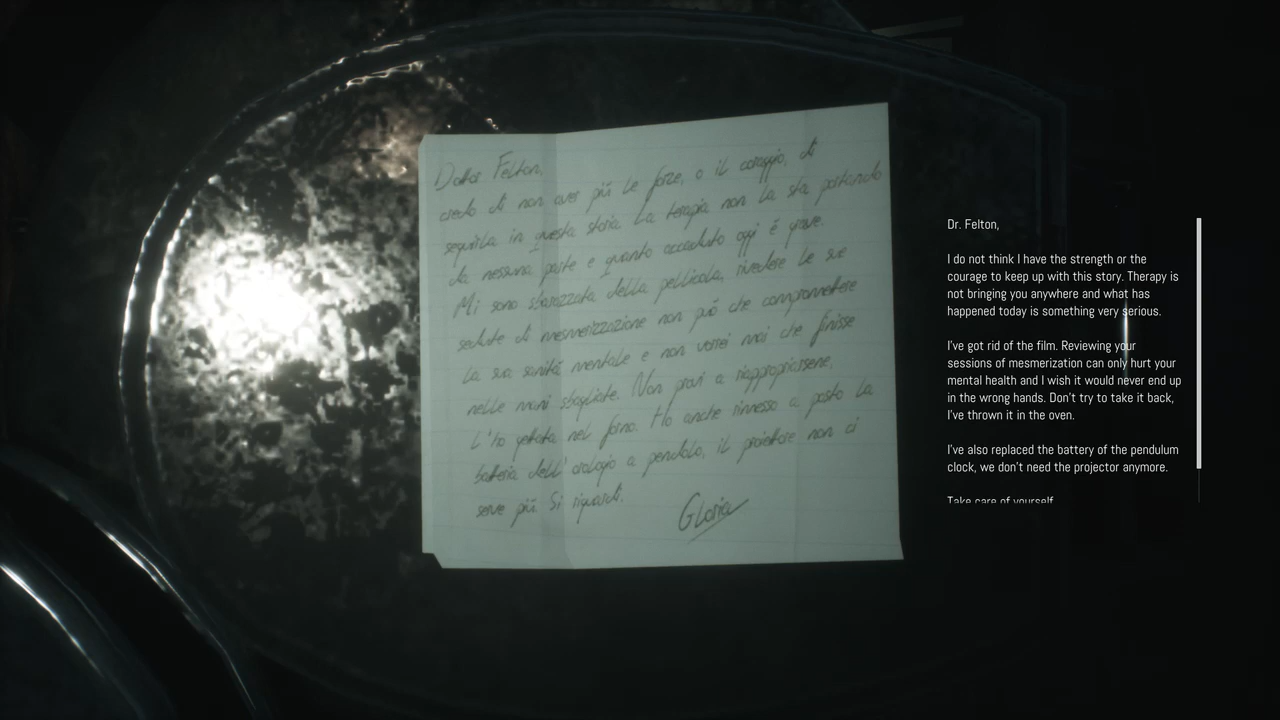 Dottor Felton,
credo di non aver più le forze, o il coraggio, di
seguirla in questa storia. La terapia non la sta portando
da nessuna parte e quanto accaduto oggi é grave.
Mi sono sbarazzata della pellicola, rivedere le sue
sedute di mesmerizzazione non può che compromettere
la sua sanità mentale e non vorrei mai che finisse
nelle mani sbagliate. Non provi a riappropriarsene,
L'ho gettata nel forno. Ho anche rimesso a posto la
batteria dell'orologio a pendolo, il proiettore non ci
serve più. Si riguardi.
Gloria
Dr. Felton,
I do not think I have the strength or the
courage to keep up with this story. Therapy is
not bringing you anywhere and what has
happened today is something very serious.
I've got rid of the film. Reviewing your
sessions of mesmerization can only hurt your
mental health and I wish it would never end up
in the wrong hands. Don't try to take it back,
I've thrown it in the oven.
I've also replaced the battery of the pendulum
clock, we don't need the projector anymore.
Take care of yourself